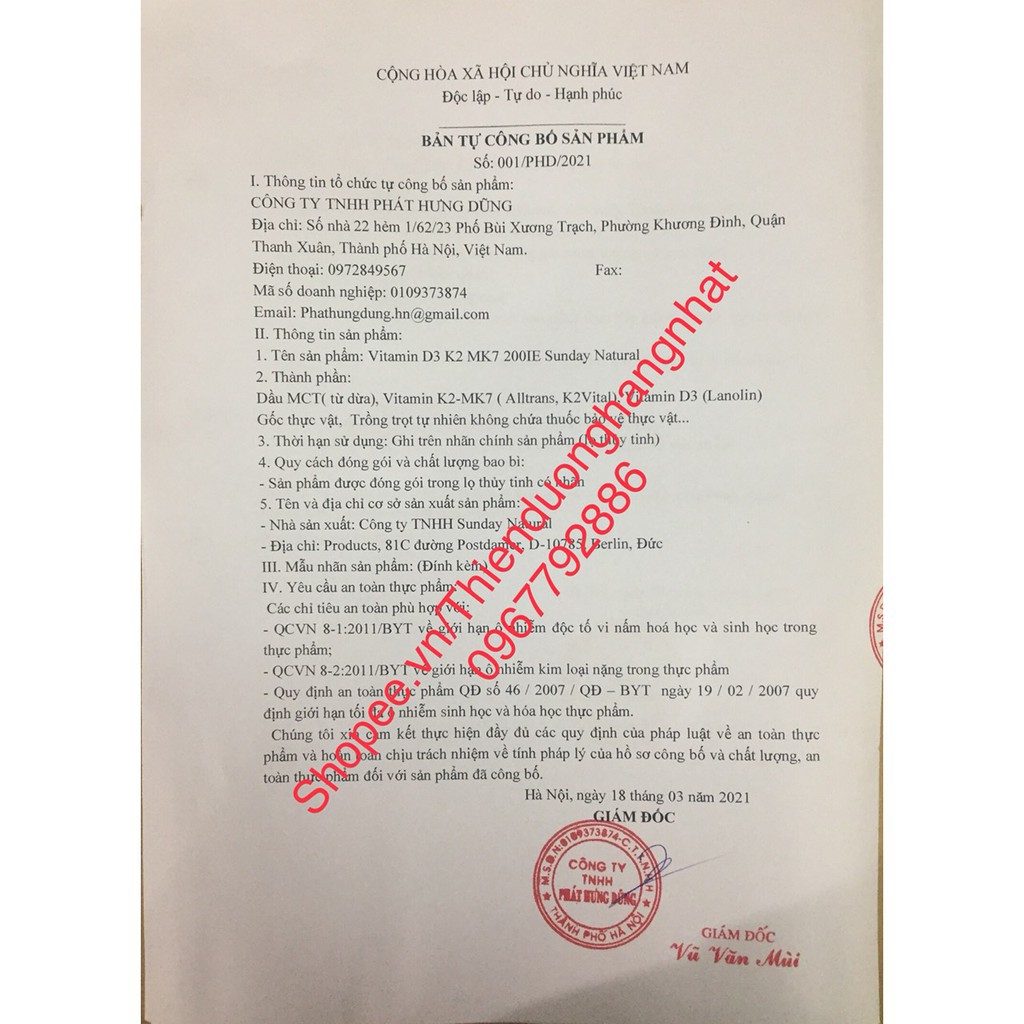 CỘNG HÒA XÃ HỘI CHỦ NGHĨA VIỆT NAM
Độc lập - Tự do - Hạnh phúc
BẢN TỰ CÔNG BỐ SẢN PHẨM
Số: 001/PHD/2021
I. Thông tin tổ chức tự công bố sản phẩm:
CÔNG TY TNHH PHÁT HƯNG DŨNG
Địa chỉ: Số nhà 22 hẻm 1/62/23 Phố Bùi Xương Trạch, Phường Khương Đình, Quận
Thanh Xuân, Thành phố Hà Nội, Việt Nam.
Điện thoại: 0972849567 Fax:
Mã số doanh nghiệp: 0109373874
Email: Phathungdung.hn@gmail.com
II. Thông tin sản phẩm:
1. Tên sản phẩm: Vitamin D3 K2 MK7 200IE Sunday Natural
2. Thành phần:
Dầu MCT( từ dừa), Vitamin K2-MK7 ( Alltrans, K2Vital), Vitamin D3 (Lanolin)
Gốc thực vật, Trồng trọt tự nhiên không chứa thuốc bảo vệ thực vật...
3. Thời hạn sử dụng: Ghi trên nhãn chính sản phẩm (lọ thủy tinh)
4. Quy cách đóng gói và chất lượng bao bì:
- Sản phẩm được đóng gói trong lọ thủy tinh có nhãn
5. Tên và địa chỉ cơ sở sản xuất sản phẩm:
- Nhà sản xuất: Công ty TNHH Sunday Natural
- Địa chỉ: Products, 81C đường Postdamer, D-10785, Berlin, Đức
III. Mẫu nhãn sản phẩm: (Đính kèm)
IV. Yêu cầu an toàn thực phẩm:
Các chỉ tiêu an toàn phù hợp với:
- QCVN 8-1:2011/BYT về giới hạn ô nhiễm độc tố vi nấm hoá học và sinh học trong
thực phẩm;
- QCVN 8-2:2011/BYT về giới hạn ô nhiễm kim loại nặng trong thực phẩm
- Quy định an toàn thực phẩm QĐ số 46 / 2007 / QĐ – BYT ngày 19 / 02 / 2007 quy
định giới hạn tối đa ô nhiễm sinh học và hóa học thực phẩm.
Chúng tôi xin cam kết thực hiện đầy đủ các quy định của pháp luật về an toàn thực
phẩm và hoàn toàn chịu trách nhiệm về tính pháp lý của hồ sơ công bố và chất lượng, an
toàn thực phẩm đối với sản phẩm đã công bố.
Hà Nội, ngày 18 tháng 03 năm 2021
GIÁM ĐỐC
M.S.D.N:0109373874-C.T.T.N.H.H
CÔNG TY
TNHH
PHÁT HƯNG DŨNG
THÀNH PHỐ HÀ NỘI
GIÁM ĐỐC
Vũ Văn Mùi
Shopee.vn/Thienduonghangnhat
0967792886
M.S.D